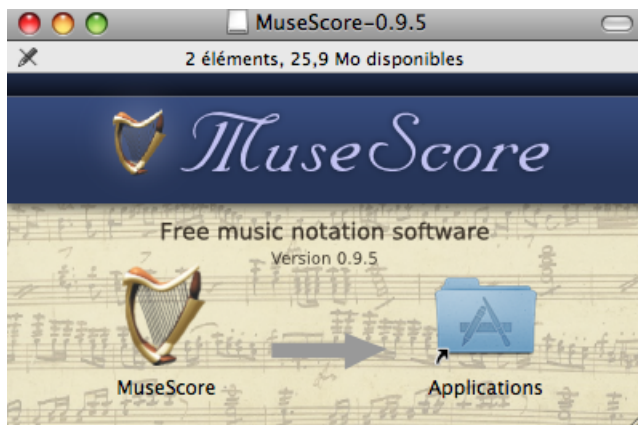 MuseScore-0.9.5
2 éléments, 25,9 Mo disponibles
MuseScore
Free music notation software
Version 0.9.5
MuseScore
Applications